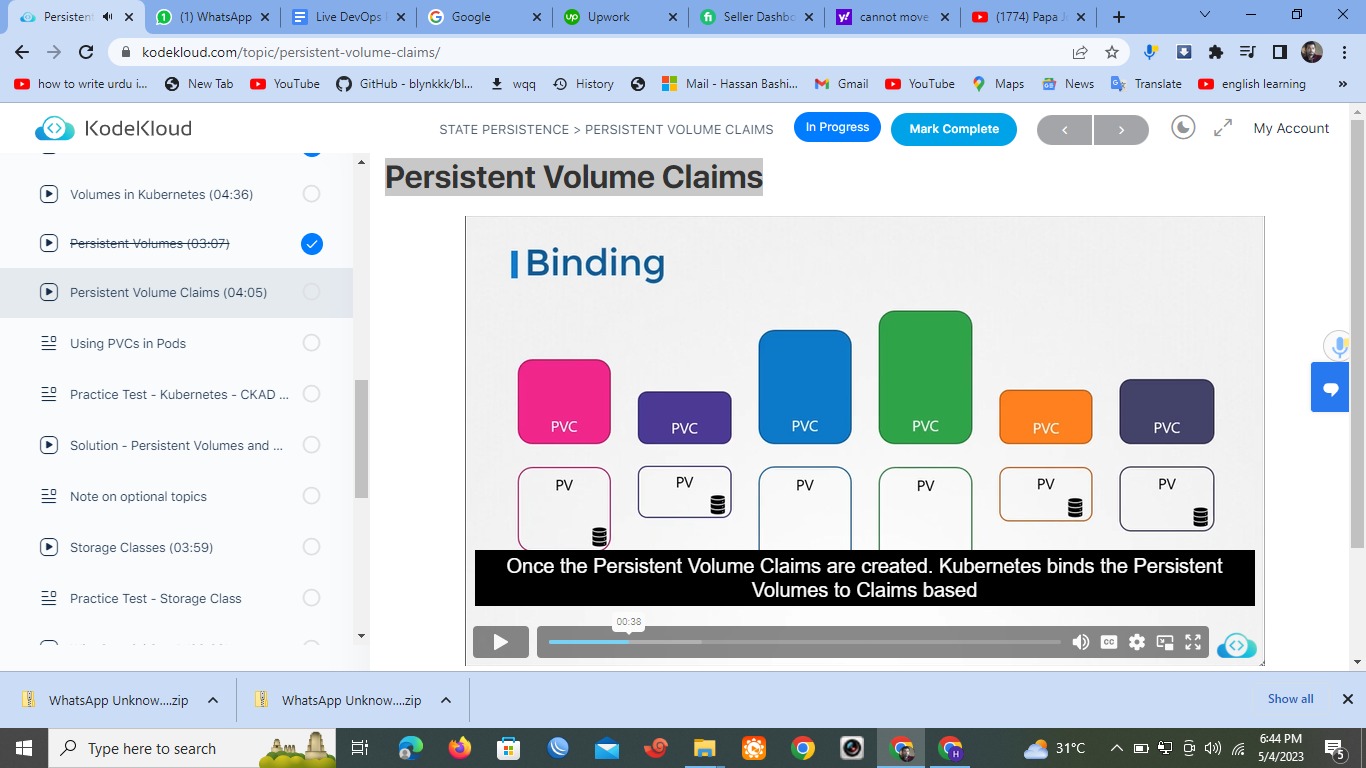 Persistent
(1) WhatsApp
Live DevOps
Google
Upwork
Seller Dashbo
cannot move
(1774) Papa J
kodekloud.com/topic/persistent-volume-claims/
how to write urdu i...
New Tab
YouTube
GitHub - blynkkk/bl...
wqq
History
Mail - Hassan Bashi...
Gmail
YouTube
Maps
News
Translate
english learning
»
KodeKloud
STATE PERSISTENCE > PERSISTENT VOLUME CLAIMS
In Progress
Mark Complete
My Account
Volumes in Kubernetes (04:36)
Persistent Volumes (03:07)
Persistent Volume Claims (04:05)
Using PVCs in Pods
Practice Test - Kubernetes - CKAD ...
Solution - Persistent Volumes and ...
Note on optional topics
Storage Classes (03:59)
Practice Test - Storage Class
Persistent Volume Claims
Binding
PVC
PVC
PVC
PVC
PVC
PVC
PV
PV
PV
PV
PV
PV
Once the Persistent Volume Claims are created. Kubernetes binds the Persistent
Volumes to Claims based
00:38
CC
WhatsApp Unknow....zip
WhatsApp Unknow....zip
Show all
Type here to search
31°C
6:44 PM
5/4/2023
5